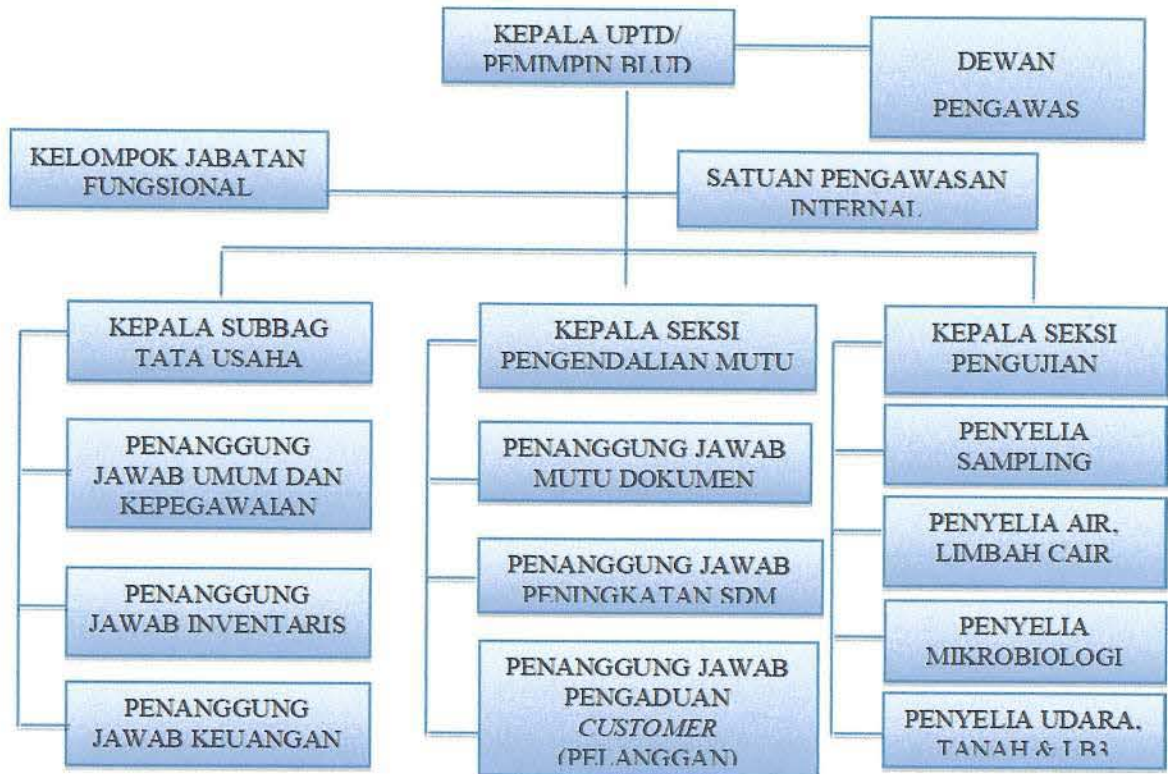 KEPALA UPTD/
PEMIMPIN BLUD
DEWAN
PENGAWAS
KELOMPOK JABATAN
FUNGSIONAL
SATUAN PENGAWASAN
INTERNAL
KEPALA SUBBAG
TATA USAHA
PENANGGUNG
JAWAB UMUM DAN
KEPEGAWAIAN
PENANGGUNG
JAWAB INVENTARIS
PENANGGUNG
JAWAB KEUANGAN
KEPALA SEKSI
PENGENDALIAN MUTU
PENANGGUNG JAWAB
MUTU DOKUMEN
PENANGGUNG JAWAB
PENINGKATAN SDM
PENANGGUNG JAWAB
PENGADUAN
CUSTOMER
(PELANGGAN)
KEPALA SEKSI
PENGUJIAN
PENYELIA
SAMPLING
PENYELIA AIR,
LIMBAH CAIR
PENYELIA
MIKROBIOLOGI
PENYELIA UDARA,
TANAH & LB3